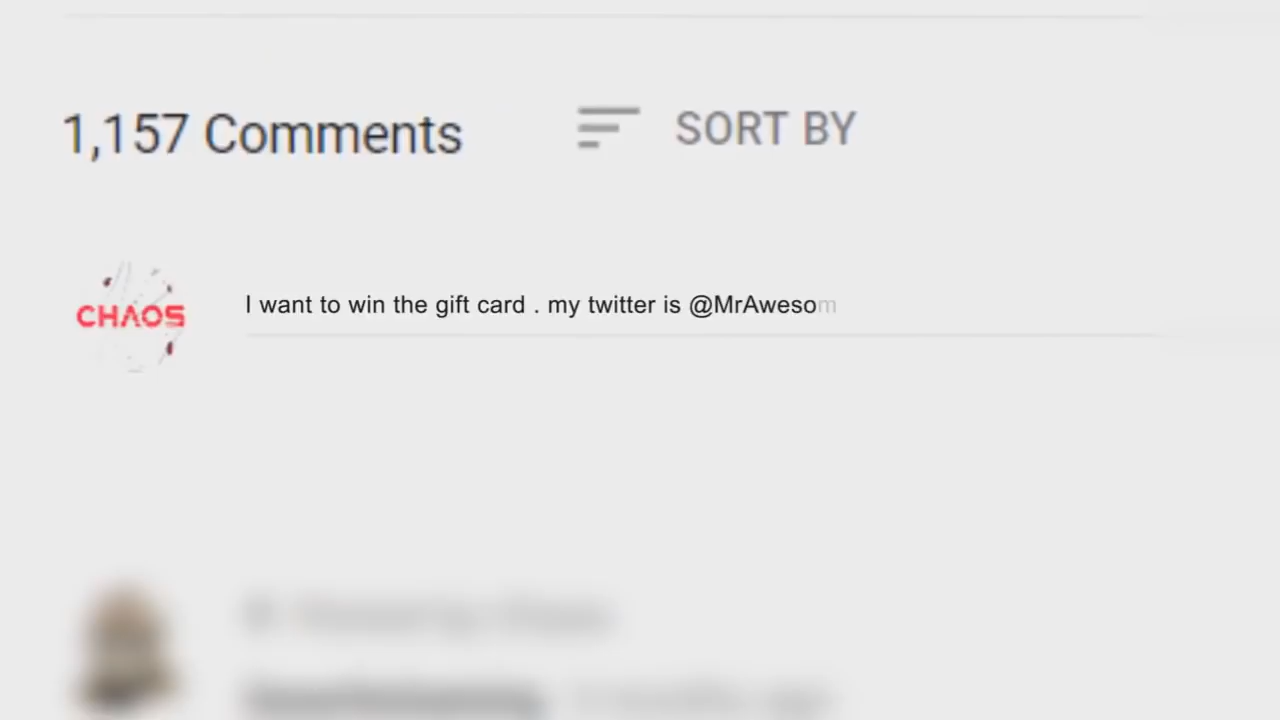 1,157 Comments
SORT BY
CHAOS
I want to win the gift card . my twitter is @MrAwesom